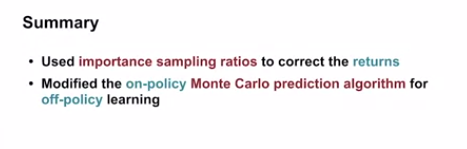 Summary
• Used importance sampling ratios to correct the returns
• Modified the on-policy Monte Carlo prediction algorithm for
off-policy learning